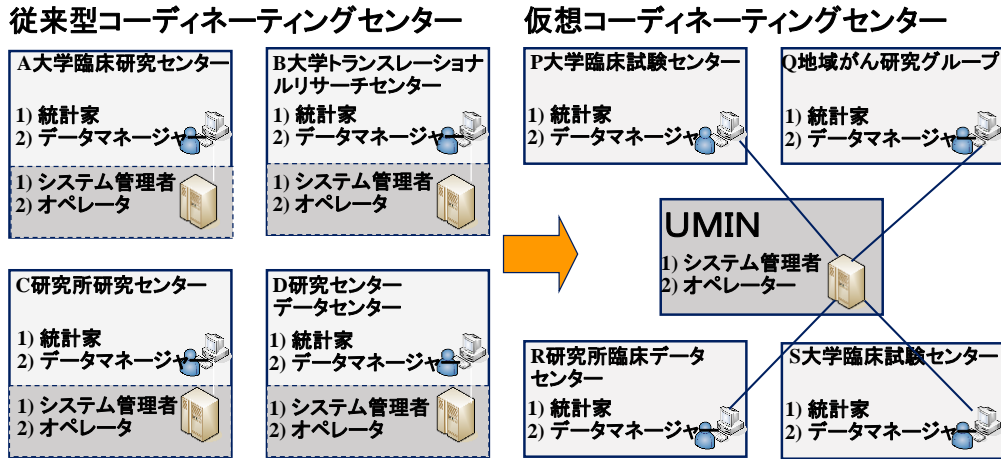 従来型コーディネーティングセンター
A大学臨床研究センター
1) 統計家
2) データマネージャー
1) システム管理者
2) オペレータ
B大学トランスレーショナ
ルリサーチセンター
1) 統計家
2) データマネージャー
1) システム管理者
2) オペレータ
C研究所研究センター
1) 統計家
2) データマネージャー
1) システム管理者
2) オペレータ
D研究センター
データセンター
1) 統計家
2) データマネージャー
1) システム管理者
2) オペレータ
仮想コーディネーティングセンター
P大学臨床試験センター
1) 統計家
2) データマネージャ
Q地域がん研究グループ
1) 統計家
2) データマネージャー
UMIN
1) システム管理者
2) オペレーター
R研究所臨床データ
センター
1) 統計家
2) データマネージャー
S大学臨床試験センター
1) 統計家
2) データマネージャー